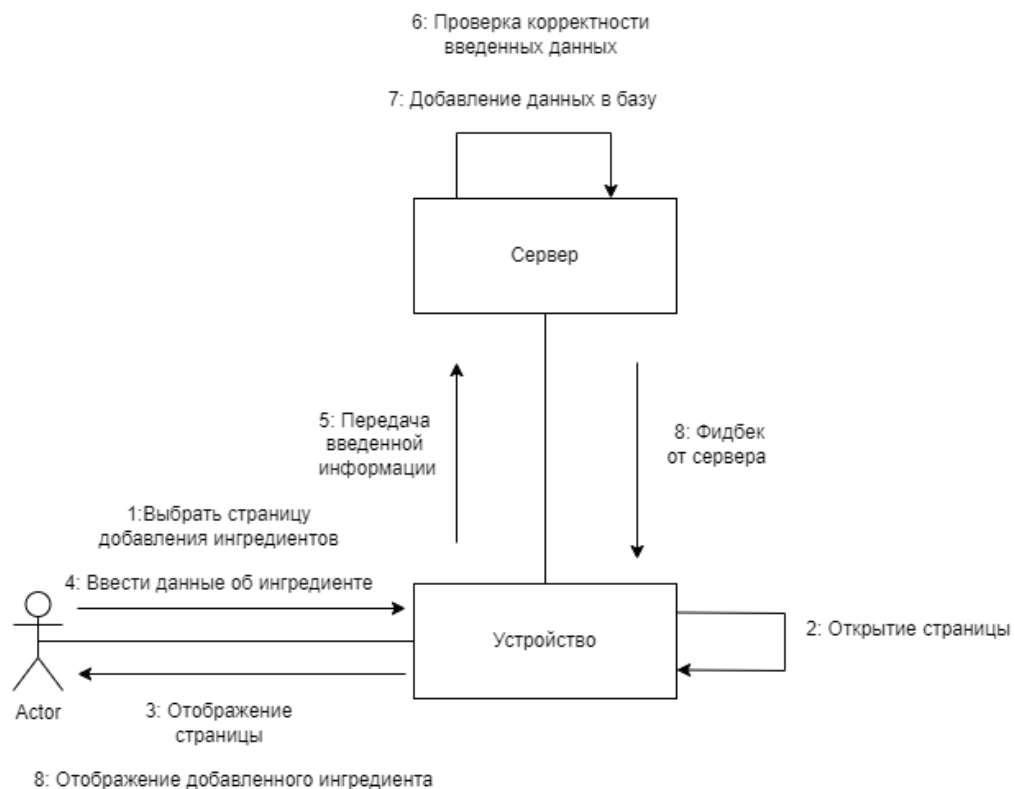 6: Проверка корректности
введенных данных
7: Добавление данных в базу
Сервер
5: Передача
введенной
информации
8: Фидбек
от сервера
1:Выбрать страницу
добавления ингредиентов
4: Ввести данные об ингредиенте
Устройство
2: Открытие страницы
Actor
3: Отображение
страницы
8: Отображение добавленного ингредиента